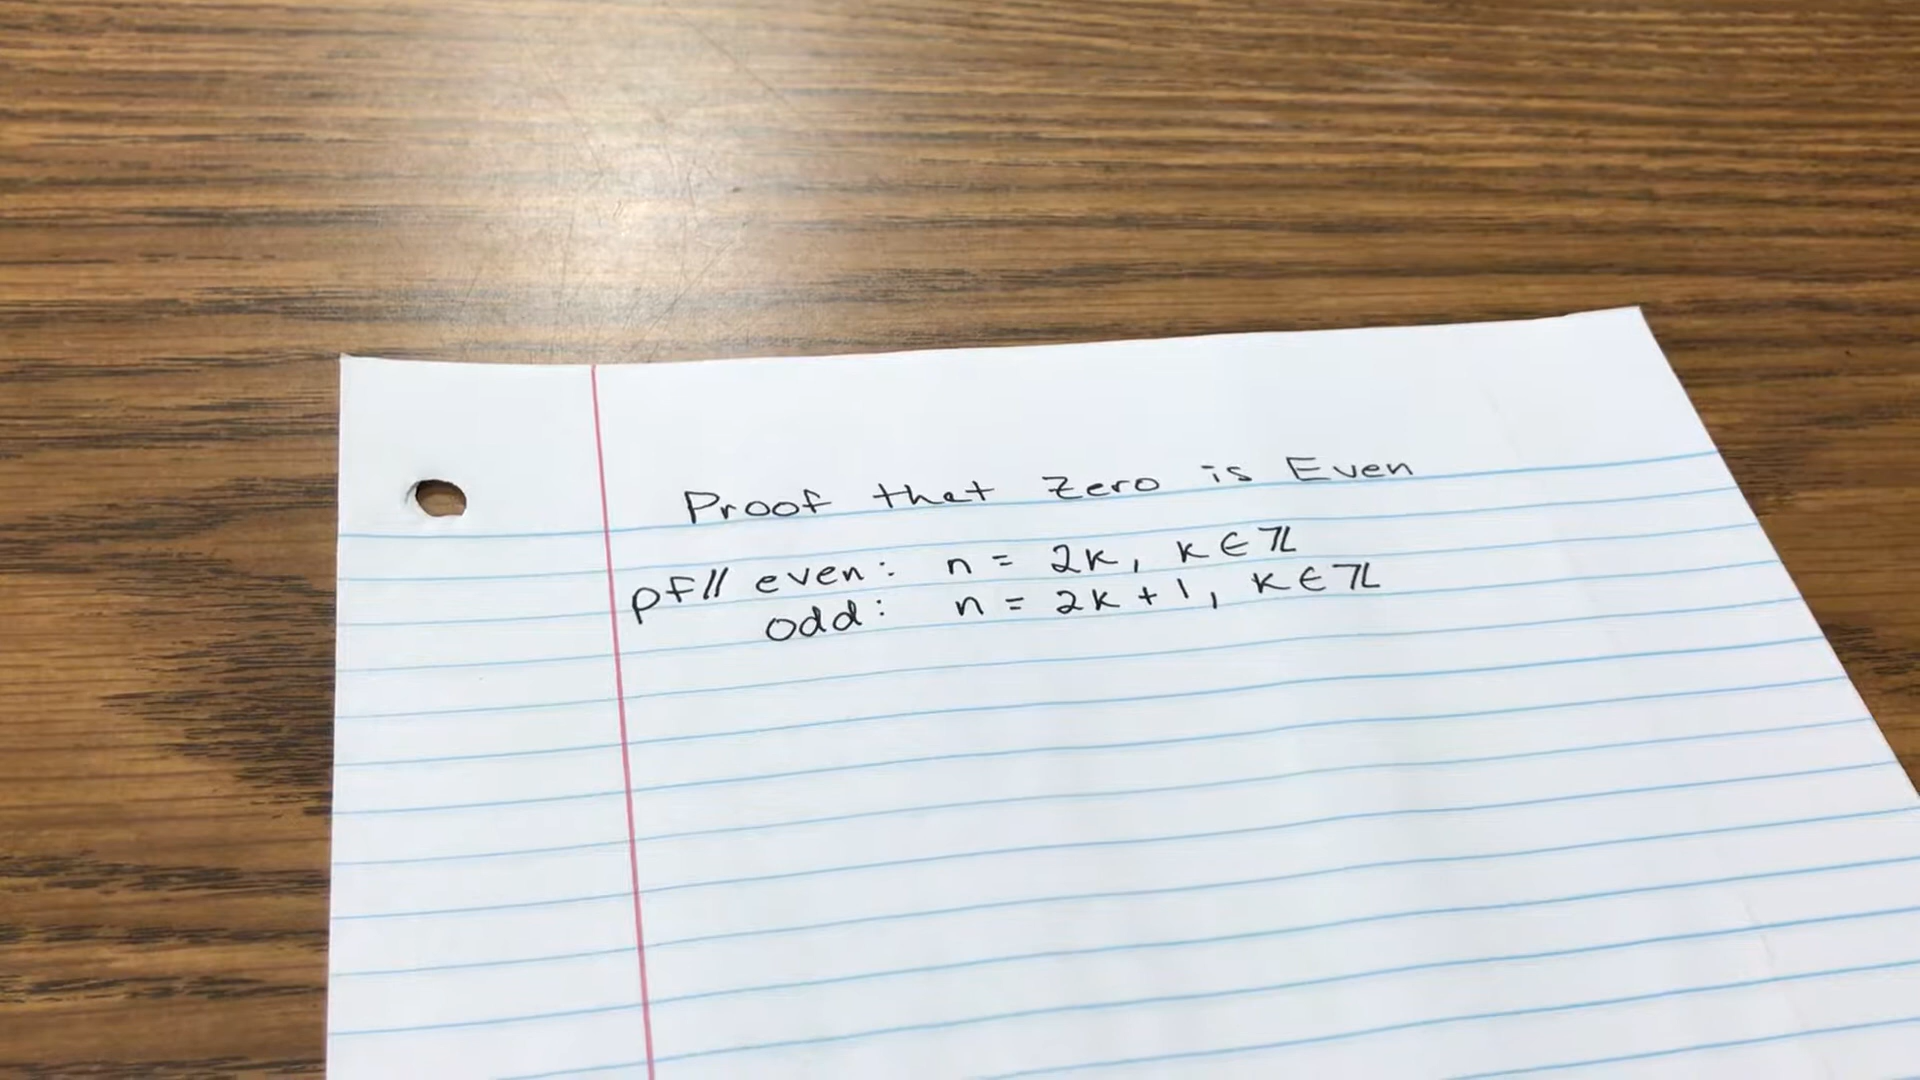 Proof that Zero is Even
pf// even: n = 2k, k ∈ ℤ
odd: n = 2k + 1, k ∈ ℤ